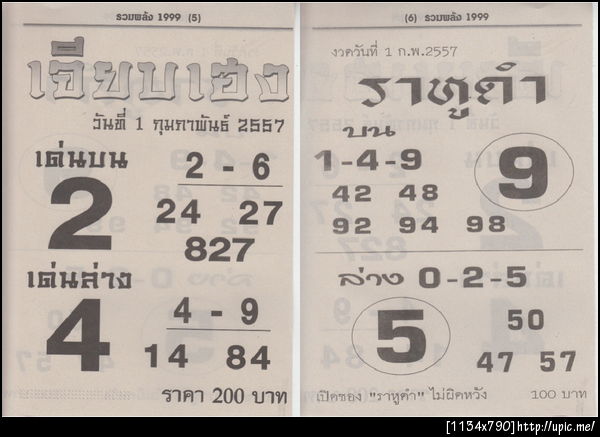 รวมพลัง 1999 (5)
เจียบเฮง
วันที่ 1 กุมภาพันธ์ 2557
เด่นบน
2 - 6
2
24 27
827
เด่นล่าง
4 - 9
4
14 84
ราคา 200 บาท
(6) รวมพลัง 1999
งวดวันที่ 1 ก.พ.2557
ราหูดำ
บน
1-4-9
9
42 48
92 94 98
ล่าง 0-2-5
5
50
47 57
เปิดซอง "ราหูดำ" ไม่ผิดหวัง 100 บาท
[1154x790]http://upic.me/